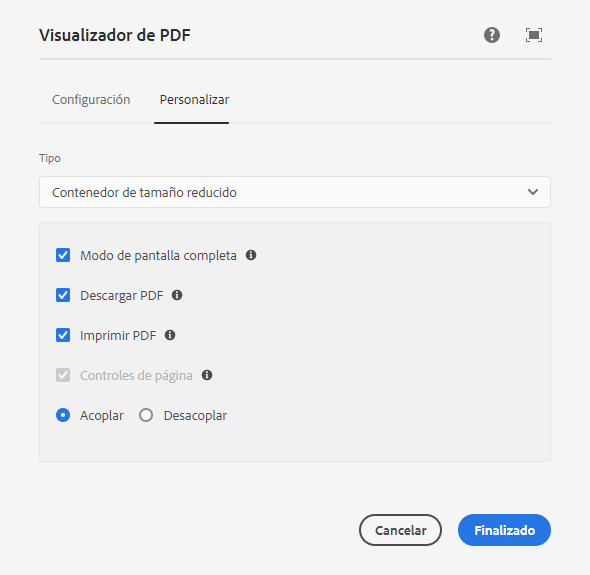 Visualizador de PDF
Configuración Personalizar
Tipo
Contenedor de tamaño reducido
Modo de pantalla completa
Descargar PDF
Imprimir PDF
Controles de página
Acoplar Desacoplar
Cancelar Finalizado